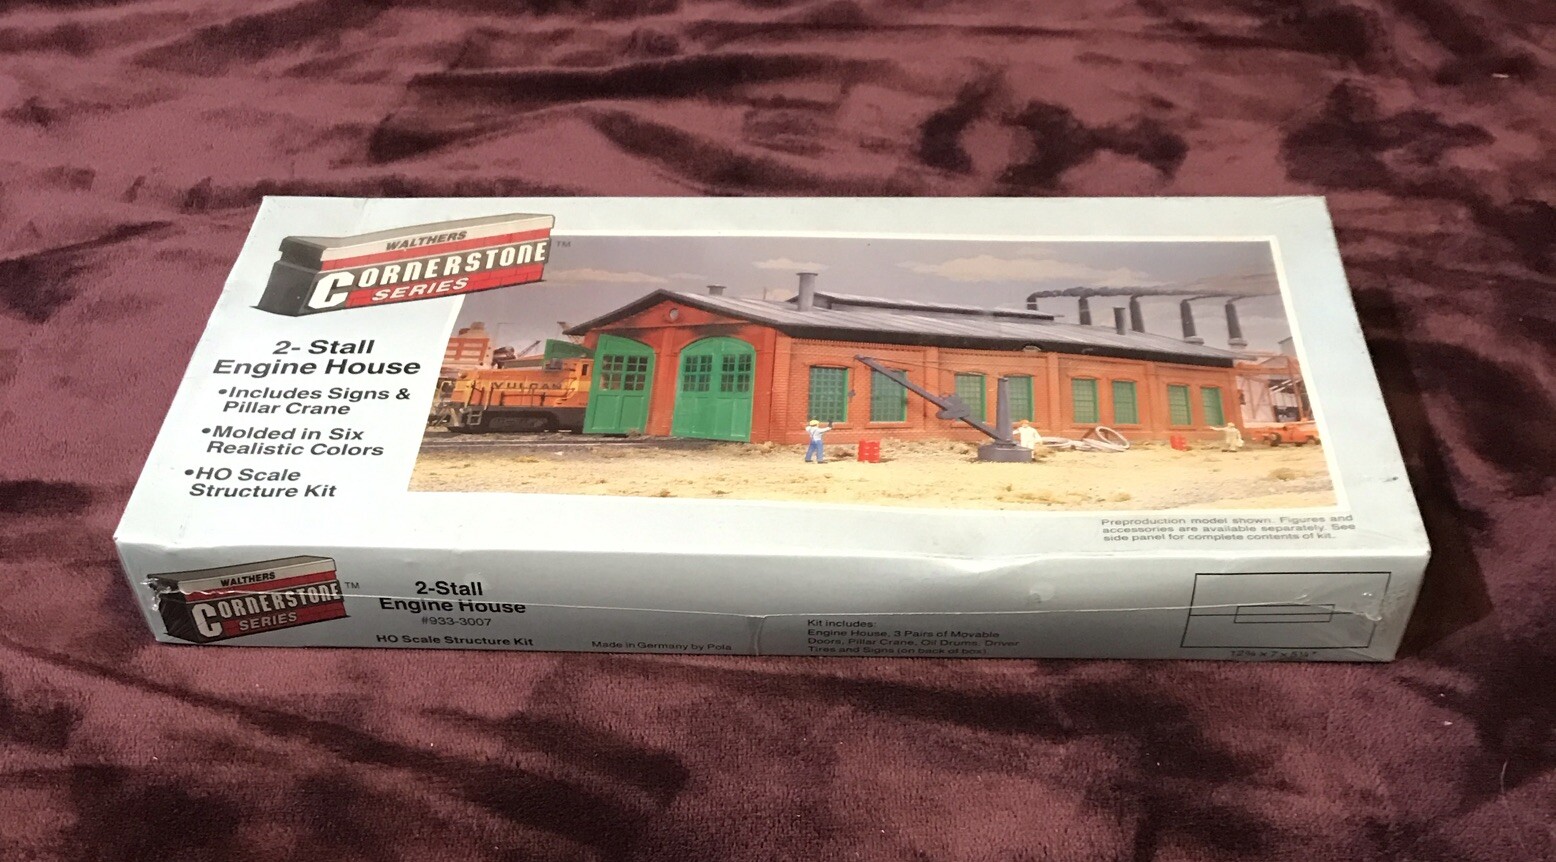 WALTHERS
CORNERSTONE
SERIES
TM
2- Stall
Engine House
•Includes Signs &
Pillar Crane
•Molded in Six
Realistic Colors
•HO Scale
Structure Kit
VULCAN
Preproduction model shown. Figures and
accessories are available separately. See
side panel for complete contents of kit.
WALTHERS
CORNERSTONE
SERIES
TM
2-Stall
Engine House
#933-3007
HO Scale Structure Kit
Made in Germany by Pola
Kit includes:
Engine House, 3 Pairs of Movable
Doors, Pillar Crane, Oil Drums, Driver
Tires and Signs (on back of box).